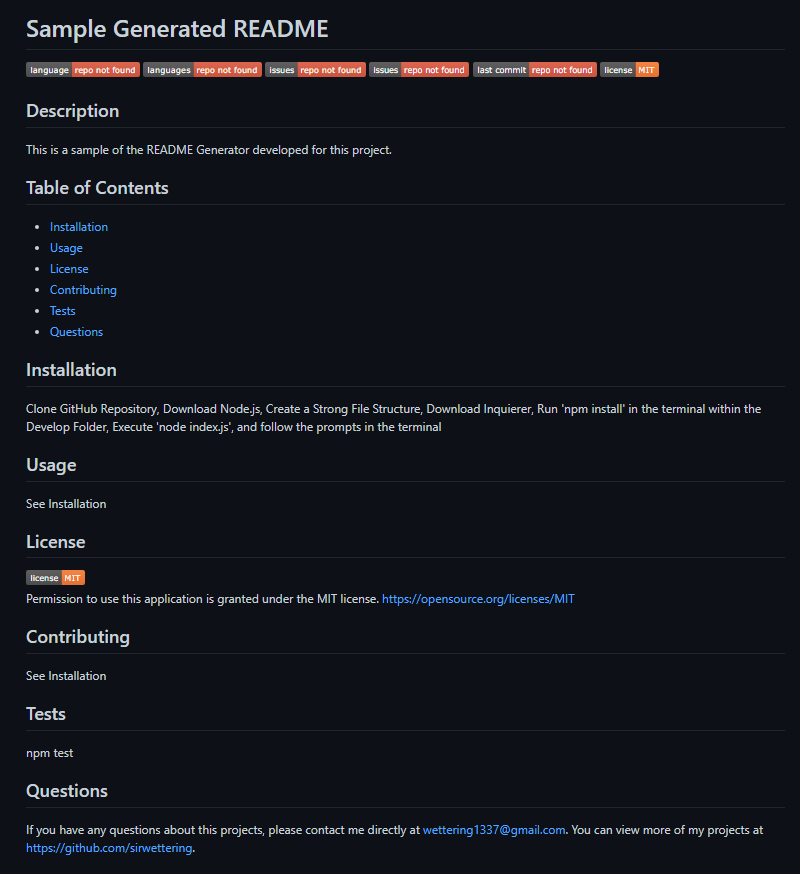 Sample Generated README
language repo not found languages repo not found issues repo not found issues repo not found last commit repo not found license MIT
Description
This is a sample of the README Generator developed for this project.
Table of Contents
Installation
Usage
License
Contributing
Tests
Questions
Installation
Clone GitHub Repository, Download Node.js, Create a Strong File Structure, Download Inquierer, Run 'npm install' in the terminal within the
Develop Folder, Execute 'node index.js', and follow the prompts in the terminal
Usage
See Installation
License
license MIT
Permission to use this application is granted under the MIT license. https://opensource.org/licenses/MIT
Contributing
See Installation
Tests
npm test
Questions
If you have any questions about this projects, please contact me directly at wettering1337@gmail.com. You can view more of my projects at
https://github.com/sirwettering.